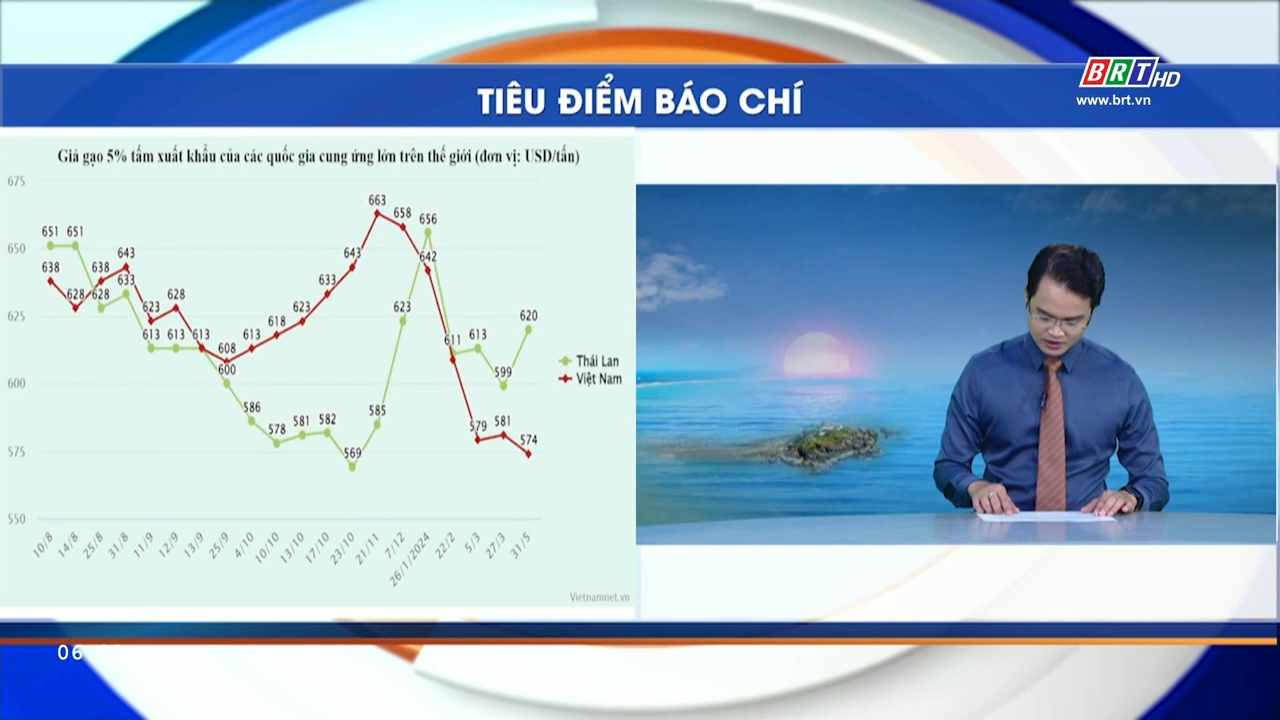 BRT HD
www.brt.vn
TIÊU ĐIỂM BÁO CHÍ
Giá gạo 5% tấm xuất khẩu của các quốc gia cung ứng lớn trên thế giới (đơn vị: USD/tấn)
675
650
625
600
575
550
651 651 628 633 613 613 613 600 586 578 581 582 569 585 623 656 611 613 599 620
638 628 638 643 623 628 608 613 618 623 633 643 663 658 642 579 581 574
Thái Lan
Việt Nam
10/8 14/8 25/8 31/8 11/9 12/9 13/9 25/9 4/10 10/10 13/10 17/10 23/10 21/11 7/12 26/1/2024 22/2 5/3 27/3 31/5
Vietnamnet.vn
06